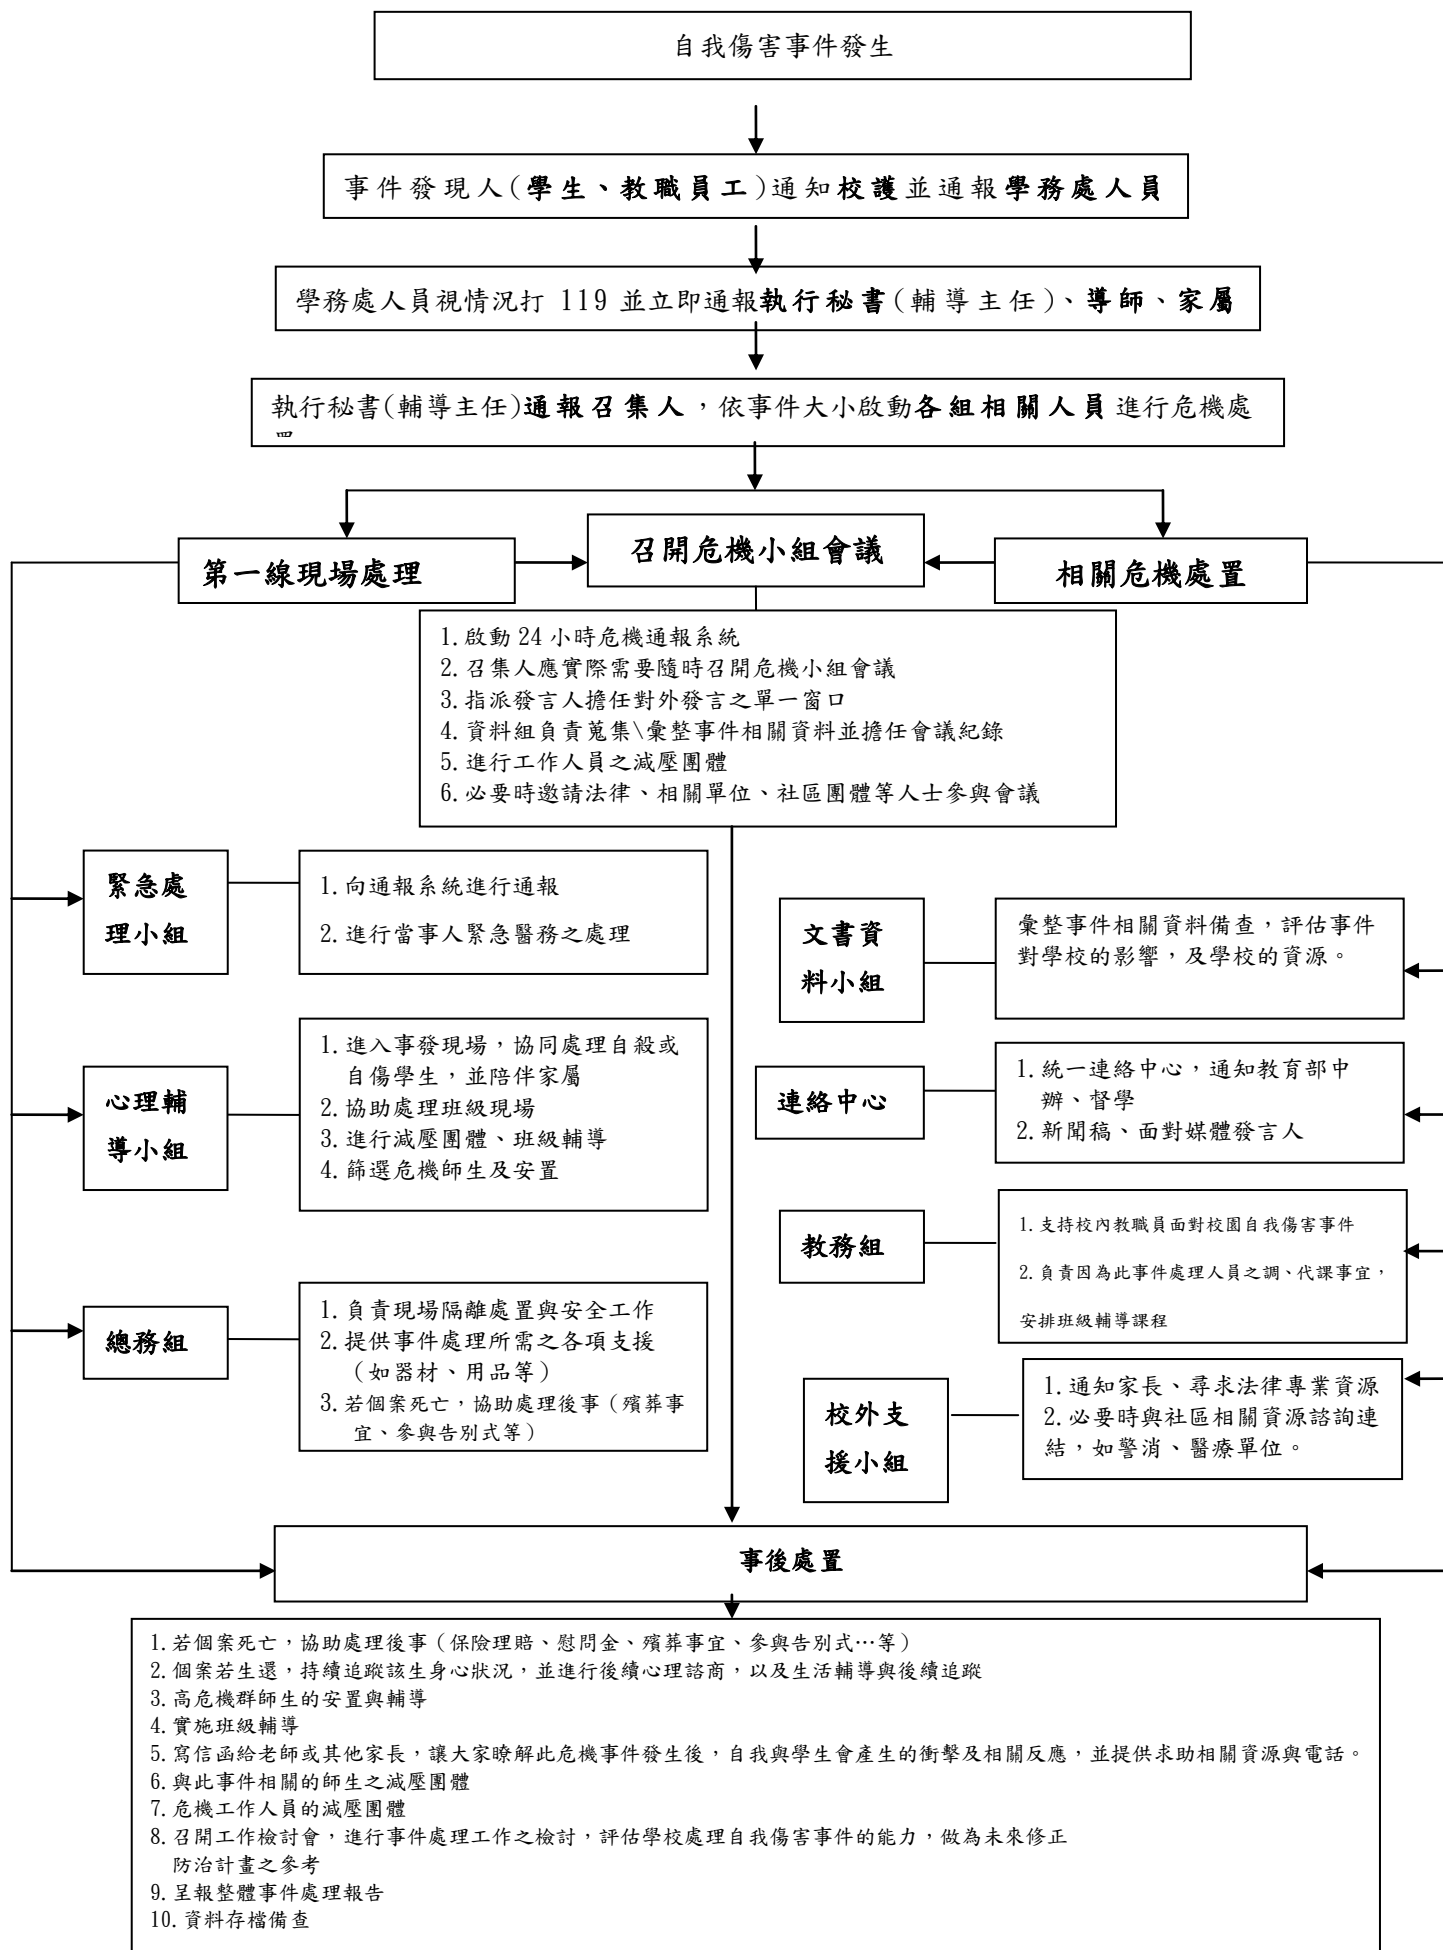 自我傷害事件發生
事件發現人(學生、教職員工)通知校護並通報學務處人員
學務處人員視情況打 119 並立即通報執行秘書(輔導主任)、導師、家屬
執行秘書(輔導主任)通報召集人，依事件大小啟動各組相關人員進行危機處
第一線現場處理
召開危機小組會議
相關危機處置
1.啟動 24 小時危機通報系統
2.召集人應實際需要隨時召開危機小組會議
3.指派發言人擔任對外發言之單一窗口
4.資料組負責蒐集\彙整事件相關資料並擔任會議紀錄
5.進行工作人員之減壓團體
6.必要時邀請法律、相關單位、社區團體等人士參與會議
緊急處
理小組
1.向通報系統進行通報
2.進行當事人緊急醫務之處理
心理輔
導小組
1.進入事發現場，協同處理自殺或
自傷學生，並陪伴家屬
2.協助處理班級現場
3.進行減壓團體、班級輔導
4.篩選危機師生及安置
總務組
1.負責現場隔離處置與安全工作
2.提供事件處理所需之各項支援
（如器材、用品等）
3.若個案死亡，協助處理後事（殯葬事
宜、參與告別式等）
文書資
料小組
彙整事件相關資料備查，評估事件
對學校的影響，及學校的資源。
連絡中心
1.統一連絡中心，通知教育部中
辦、督學
2.新聞稿、面對媒體發言人
教務組
1.支持校內教職員面對校園自我傷害事件
2.負責因為此事件處理人員之調、代課事宜，
安排班級輔導課程
校外支
援小組
1.通知家長、尋求法律專業資源
2.必要時與社區相關資源諮詢連
結，如警消、醫療單位。
事後處置
1.若個案死亡，協助處理後事（保險理賠、慰問金、殯葬事宜、參與告別式…等）
2.個案若生還，持續追蹤該生身心狀況，並進行後續心理諮商，以及生活輔導與後續追蹤
3.高危機群師生的安置與輔導
4.實施班級輔導
5.寫信函給老師或其他家長，讓大家瞭解此危機事件發生後，自我與學生會產生的衝擊及相關反應，並提供求助相關資源與電話。
6.與此事件相關的師生之減壓團體
7.危機工作人員的減壓團體
8.召開工作檢討會，進行事件處理工作之檢討，評估學校處理自我傷害事件的能力，做為未來修正
防治計畫之參考
9.呈報整體事件處理報告
10.資料存檔備查